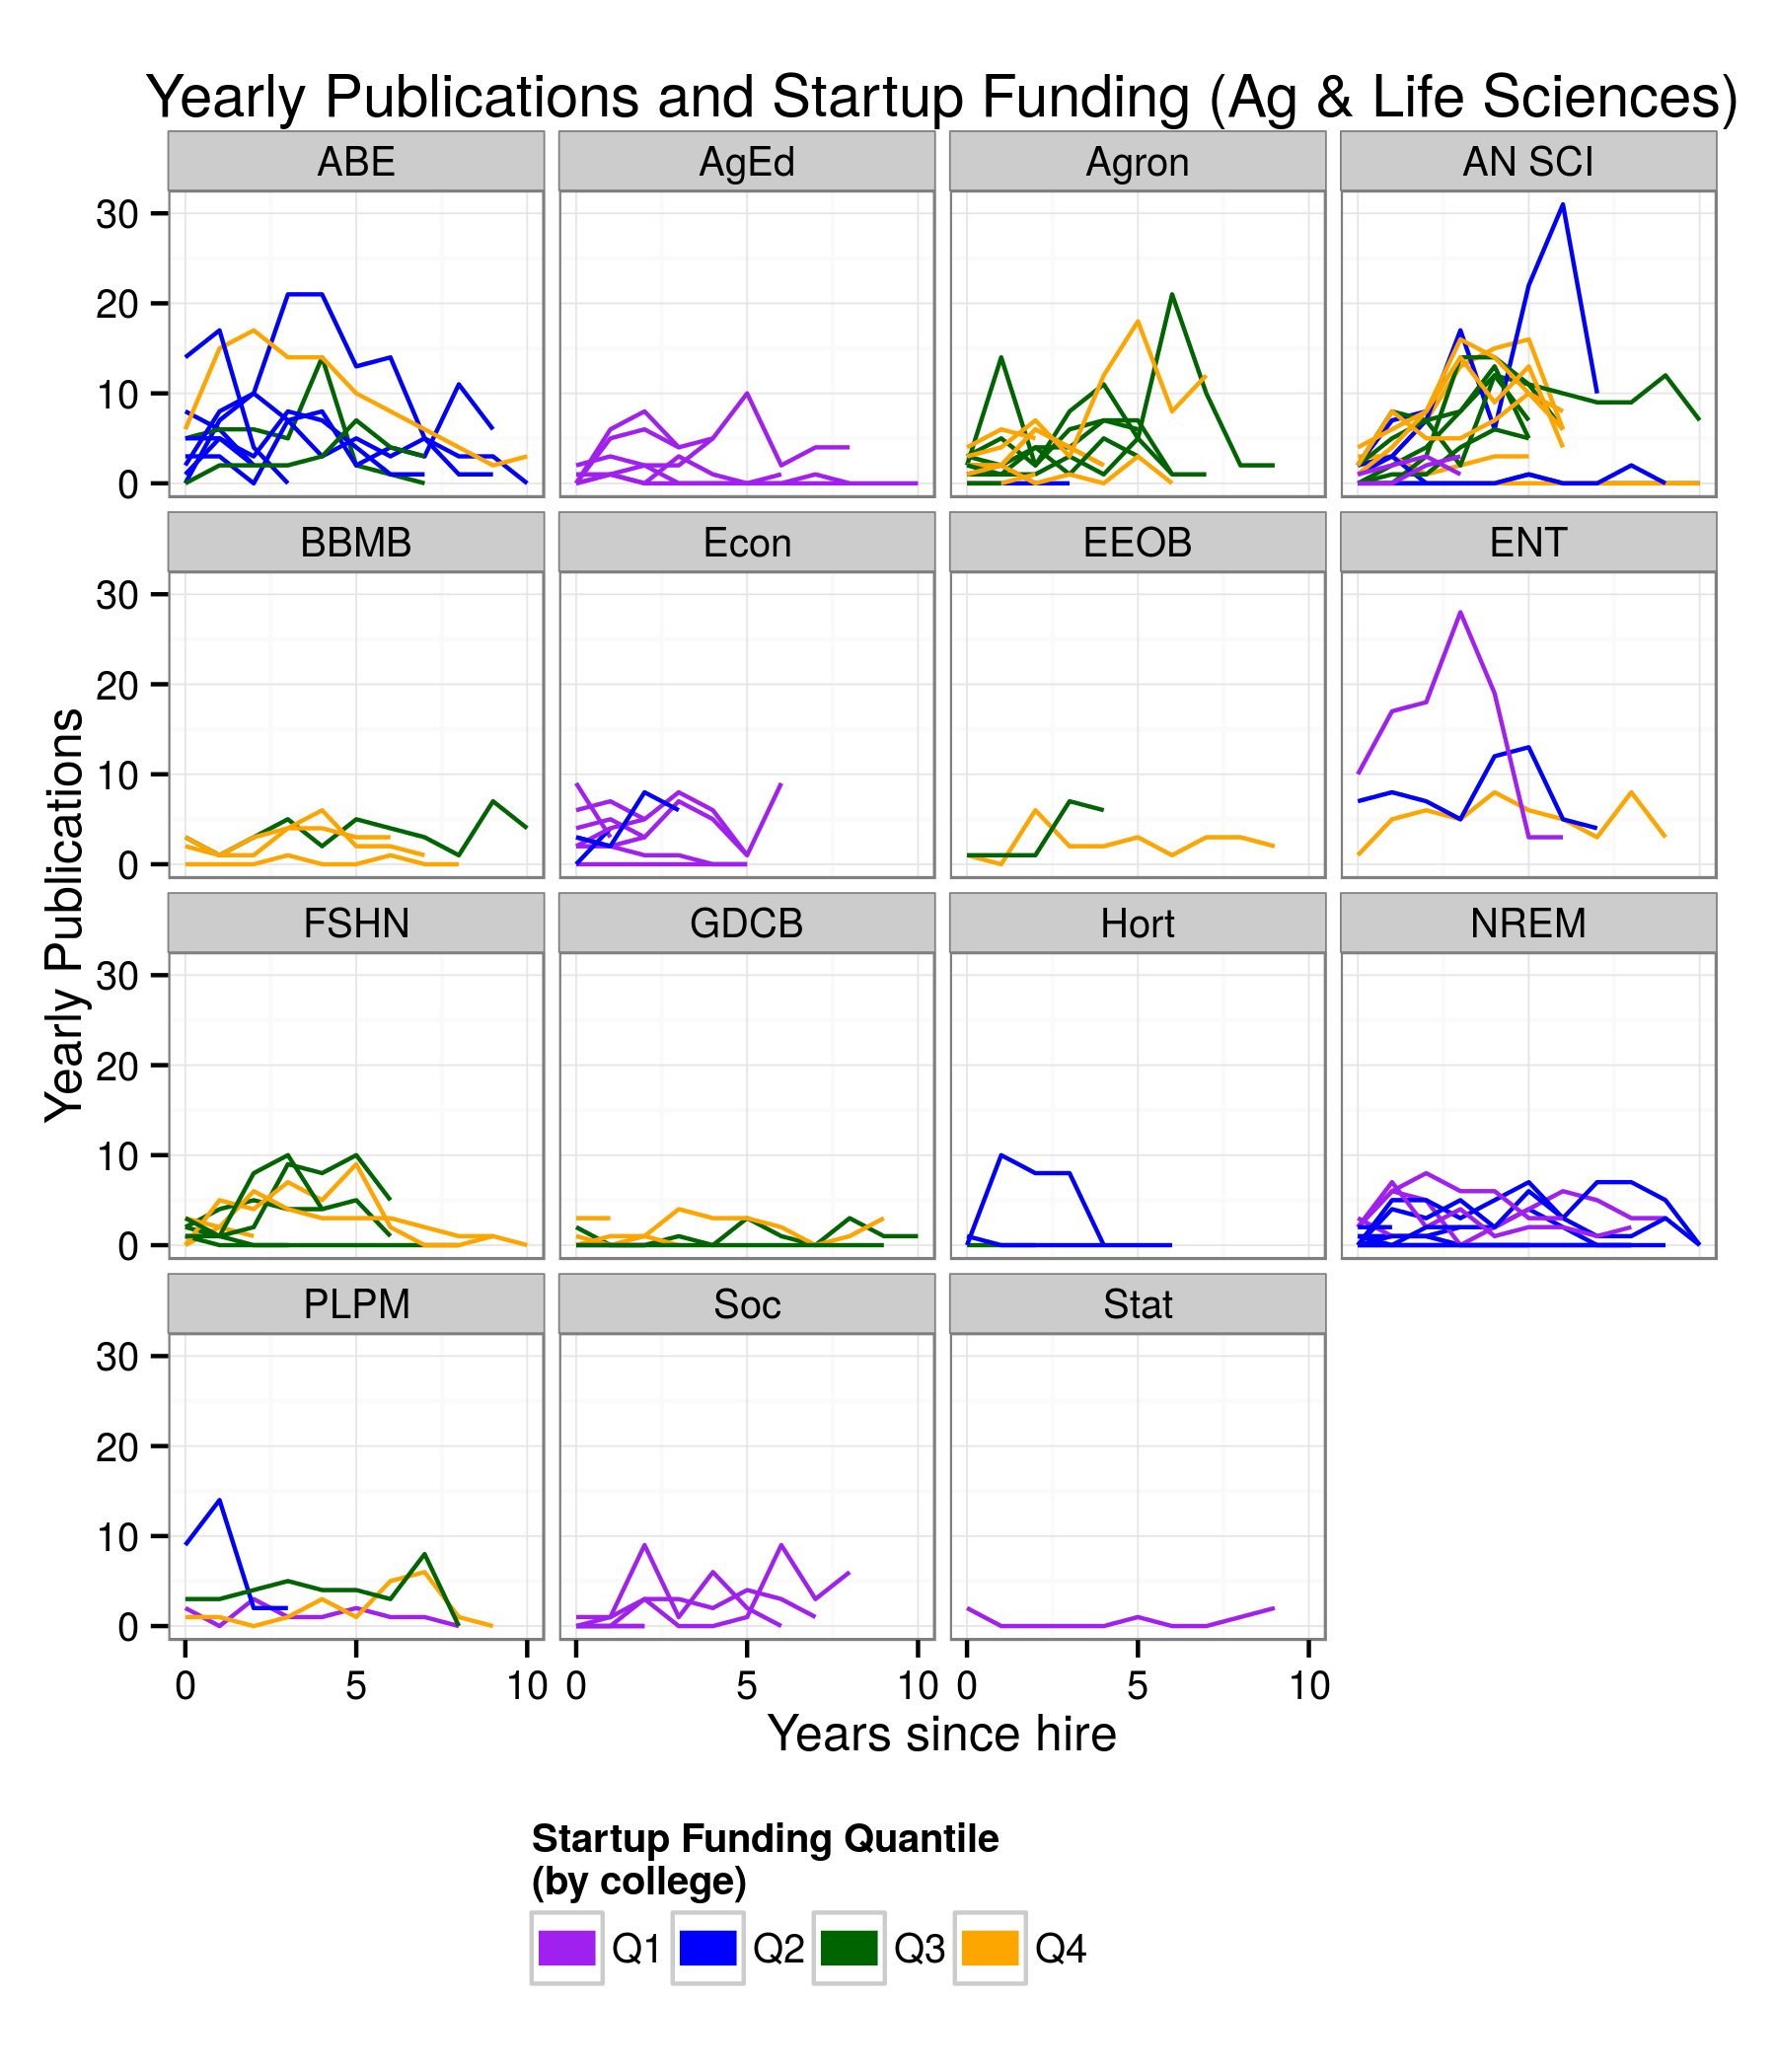 Yearly Publications and Startup Funding (Ag & Life Sciences)
ABE AgEd Agron AN SCI
30
20
10
0
BBMB Econ EEOB ENT
30
20
10
0
FSHN GDCB Hort NREM
30
20
10
0
PLPM Soc Stat
30
20
10
0
0 5 10 0 5 10 0 5 10
Yearly Publications
Years since hire
Startup Funding Quantile
(by college)
Q1 Q2 Q3 Q4